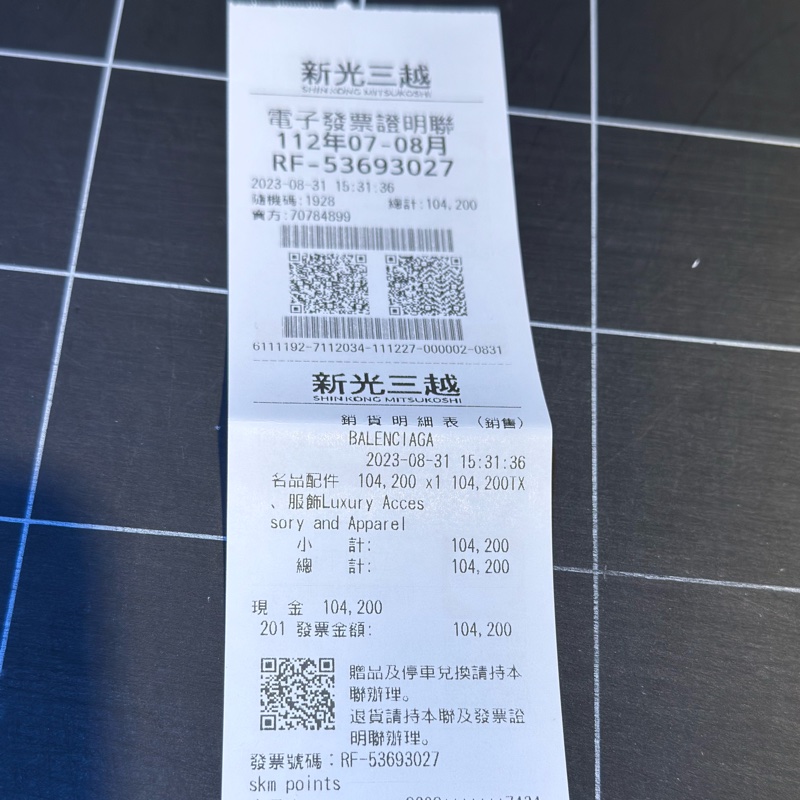 新光三越
SHIN KONG MITSUKOSHI
電子發票證明聯
112年07-08月
RF-53693027
2023-08-31 15:31:36
隨機碼:1928 總計:104,200
賣方:70784899
6111192-7112034-111227-000002-0831
新光三越
SHIN KONG MITSUKOSHI
銷貨明細表 (銷售)
BALENCIAGA
2023-08-31 15:31:36
名品配件 104,200 x1 104,200TX
、服飾Luxury Acces
sory and Apparel
小 計: 104,200
總 計: 104,200
現 金 104,200
201 發票金額: 104,200
贈品及停車兌換請持本
聯辦理。
退貨請持本聯及發票證
明聯辦理。
發票號碼：RF-53693027
skm points